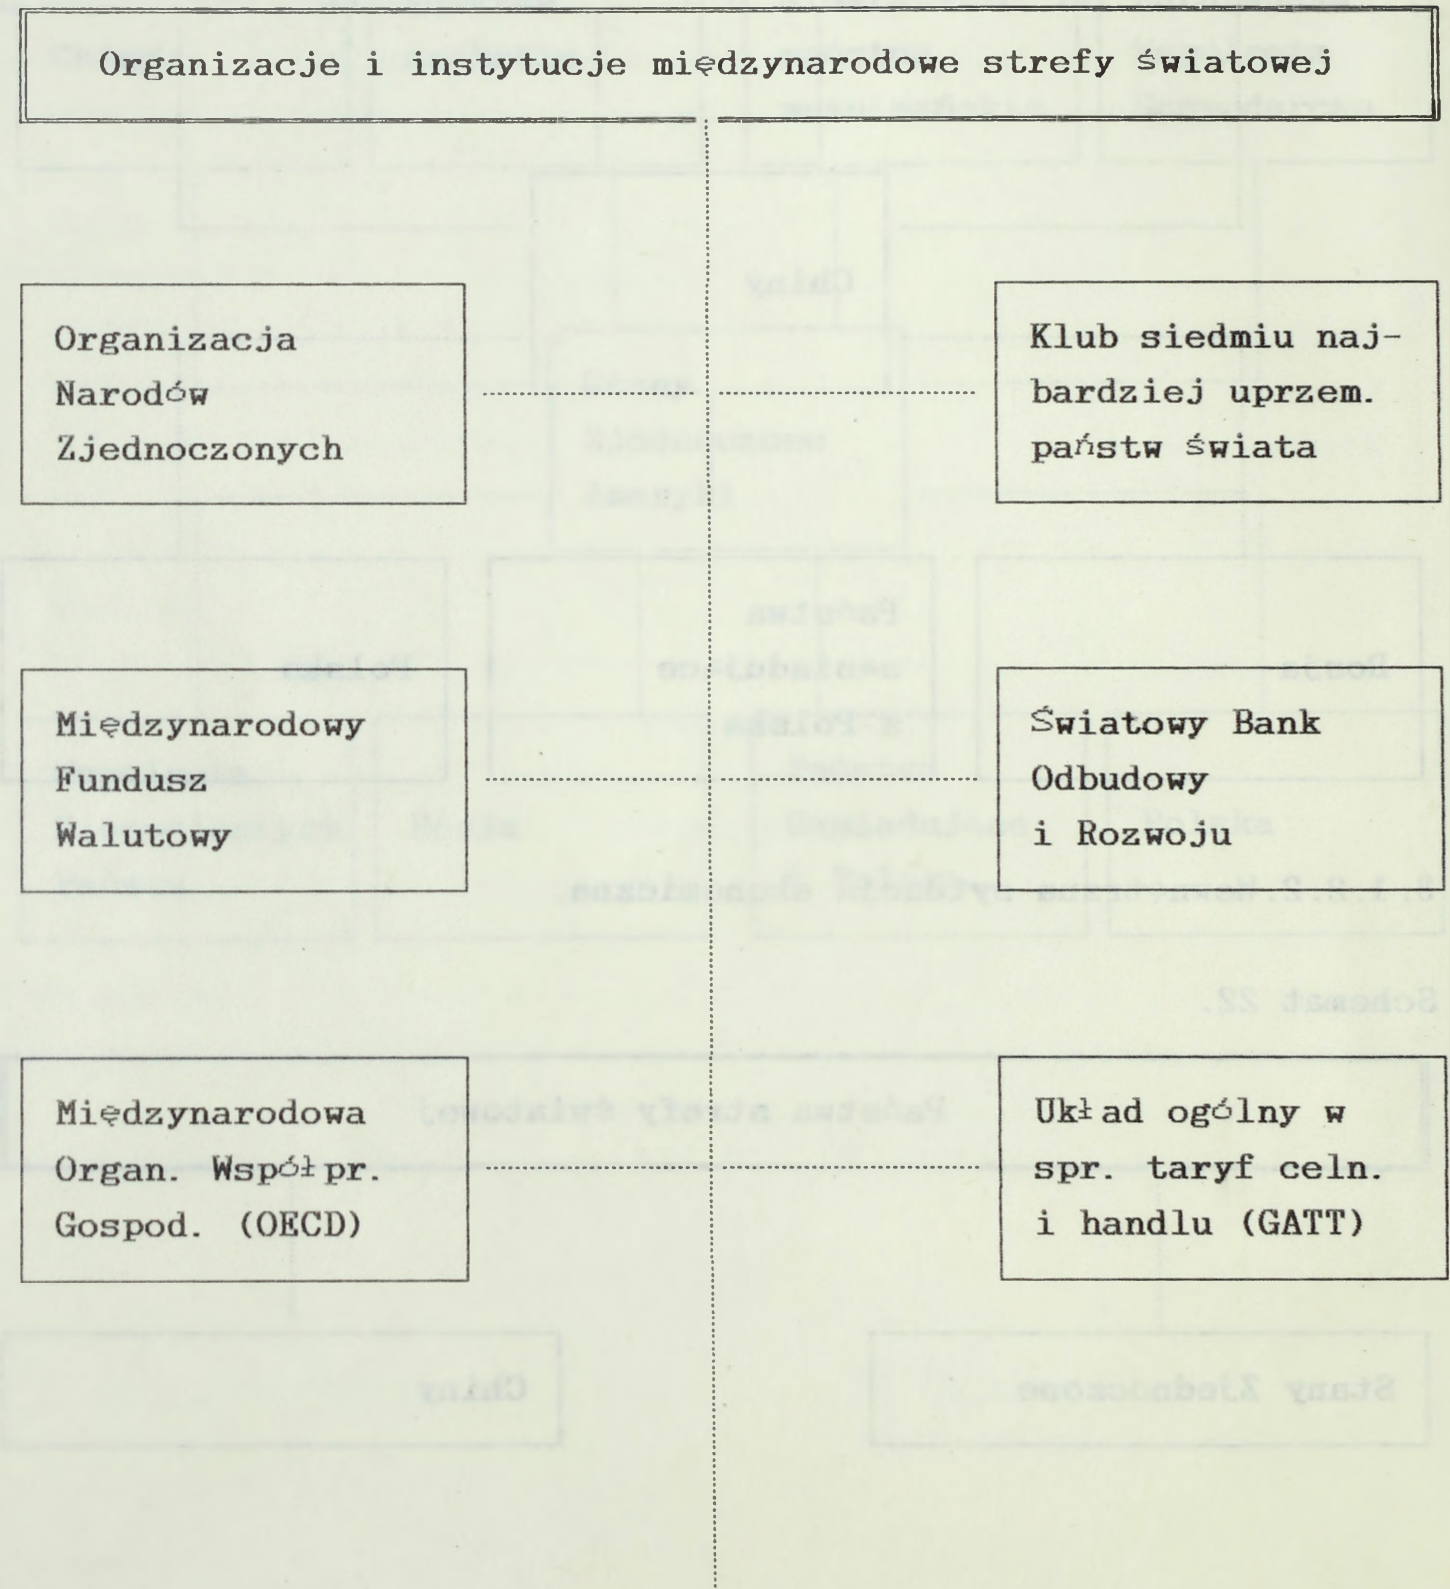 Organizacje i instytucje międzynarodowe strefy światowej
Organizacja
Narodów
Zjednoczonych
Klub siedmiu naj-
bardziej uprzem.
państw świata
Międzynarodowy
Fundusz
Walutowy
Światowy Bank
Odbudowy
i Rozwoju
Międzynarodowa
Organ. Współpr.
Gospod. (OECD)
Układ ogólny w
spr. taryf celn.
i handlu (GATT)